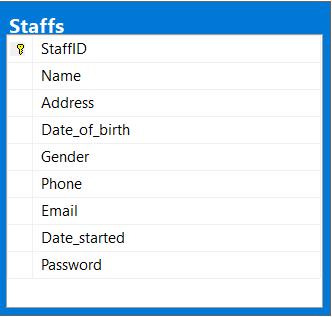 Staffs
StaffID
Name
Address
Date_of_birth
Gender
Phone
Email
Date_started
Password